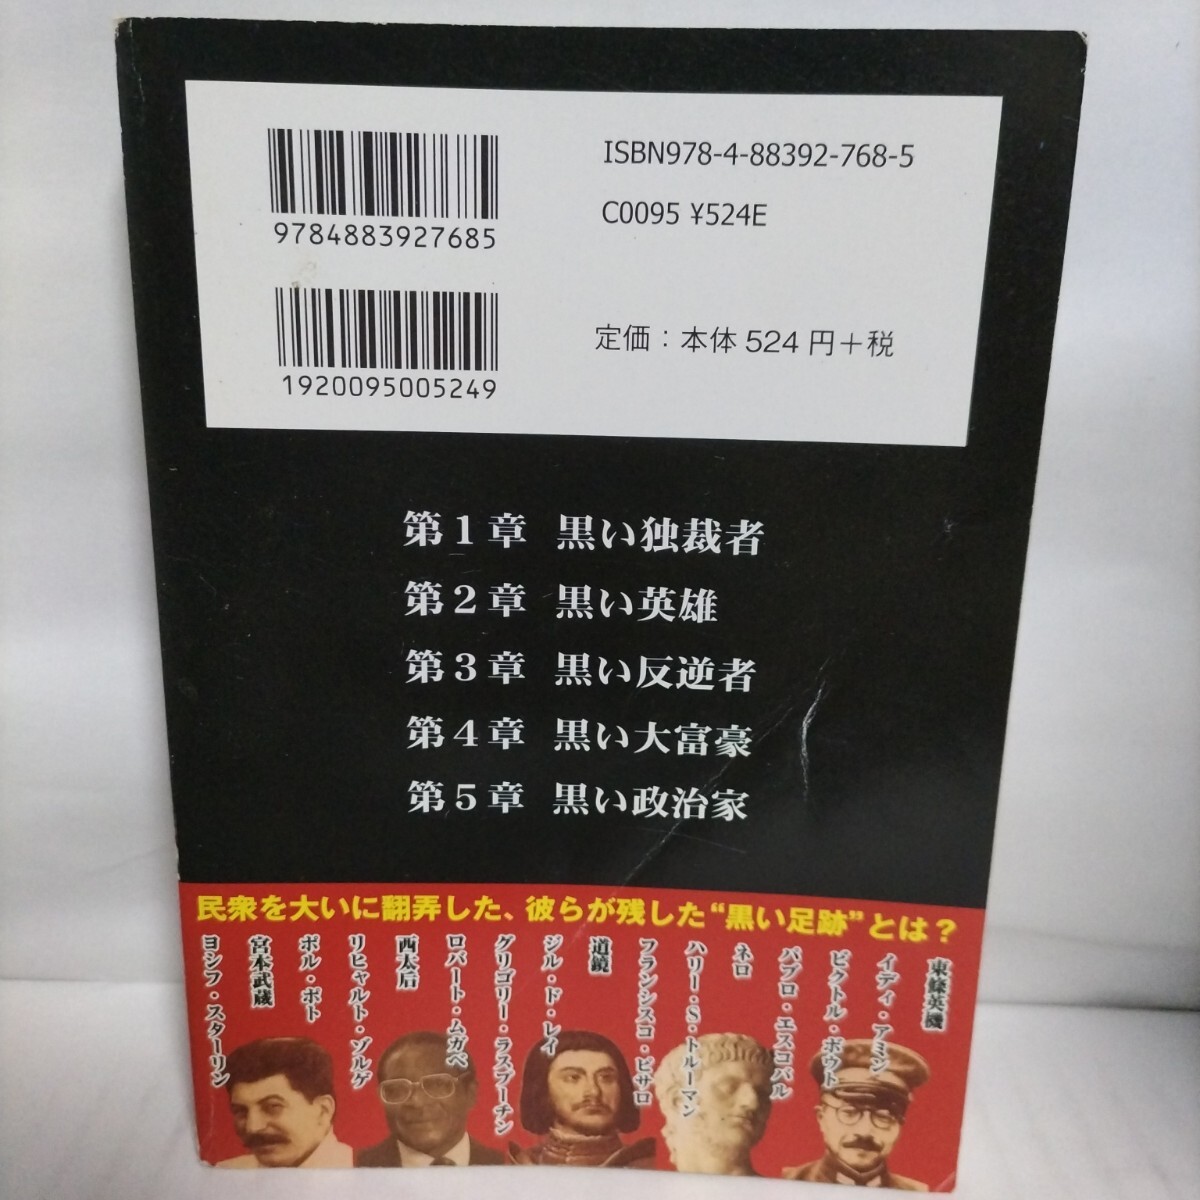 ISBN978-4-88392-768-5
9784883927685
C0095 ¥524E
1920095005249
定価：本体 524 円＋税
第１章 黒い独裁者
第２章 黒い英雄
第３章 黒い反逆者
第４章 黒い大富豪
第５章 黒い政治家
民衆を大いに翻弄した、彼らが残した“黒い足跡”とは？
東條英機
イディ・アミン
ビクトル・ボウト
パブロ・エスコバル
ネロ
ハリー・S・トルーマン
フランシスコ・ピサロ
道鏡
ジル・ド・レイ
グリゴリー・ラスプーチン
ロバート・ムガベ
西太后
リヒャルト・ゾルゲ
ポル・ポト
宮本武蔵
ヨシフ・スターリン